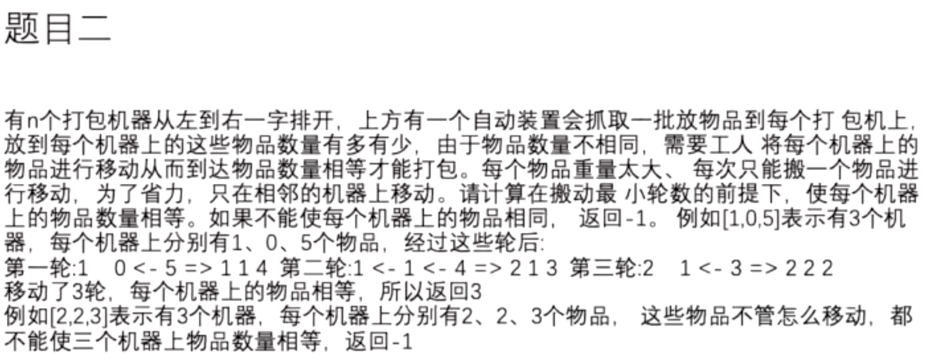 题目二
有n个打包机器从左到右一字排开，上方有一个自动装置会抓取一批放物品到每个打 包机上，
放到每个机器上的这些物品数量有多有少，由于物品数量不相同，需要工人 将每个机器上的
物品进行移动从而到达物品数量相等才能打包。每个物品重量太大、 每次只能搬一个物品进
行移动，为了省力，只在相邻的机器上移动。请计算在搬动最 小轮数的前提下，使每个机器
上的物品数量相等。如果不能使每个机器上的物品相同， 返回-1。 例如[1,0,5]表示有3个机
器，每个机器上分别有1、0、5个物品，经过这些轮后:
第一轮:1 0 <- 5 => 1 1 4 第二轮:1 <- 1 <- 4 => 2 1 3 第三轮:2 1 <- 3 => 2 2 2
移动了3轮，每个机器上的物品相等，所以返回3
例如[2,2,3]表示有3个机器，每个机器上分别有2、2、3个物品， 这些物品不管怎么移动，都
不能使三个机器上物品数量相等，返回-1